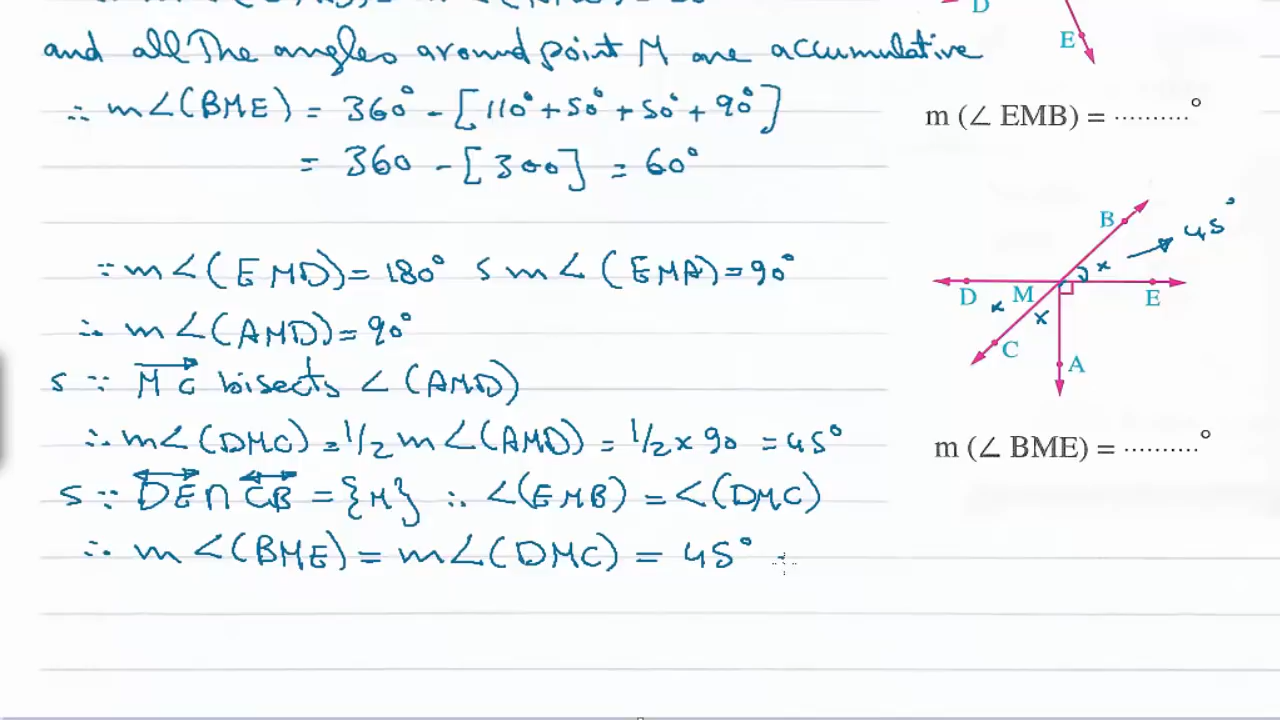 and all The angles around point M are accumulative
∴ m∠(BME) = 360° - [110° + 50° + 50° + 90°]
= 360 - [300] = 60°
∵ m∠(EMD) = 180° s m∠(EMA) = 90°
∴ m∠(AMD) = 90°
s ∵ MC bisects ∠(AMD)
∴ m∠(DMC) = 1/2 m∠(AMD) = 1/2 x 90 = 45°
s ∵ DE ∩ CB = {M} ∴ ∠(EMB) = ∠(DMC)
∴ m∠(BME) = m∠(DMC) = 45°
D
E
m (∠ EMB) = ..........°
B
45°
x
D
M
E
x
x
C
A
m (∠ BME) = ..........°